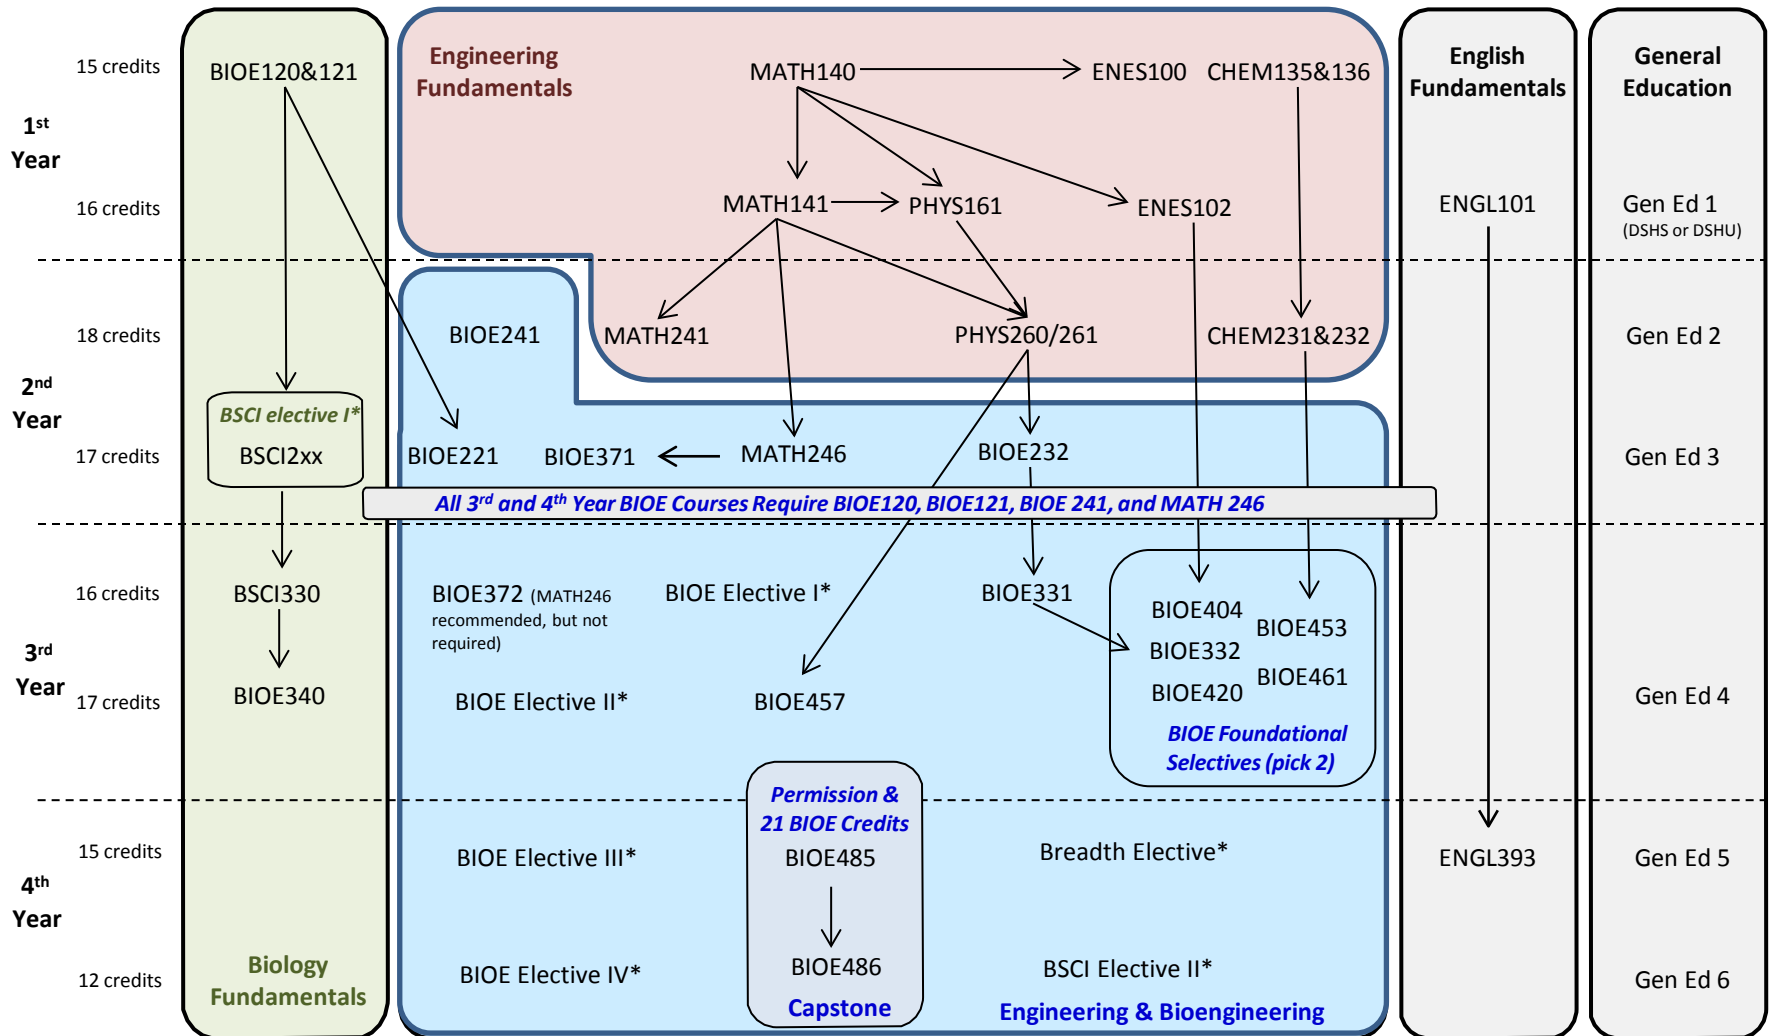 15 credits
BIOE120&121
Engineering
Fundamentals
MATH140
ENES100
CHEM135&136
English
Fundamentals
General
Education
1st
Year
16 credits
MATH141
PHYS161
ENES102
ENGL101
Gen Ed 1
(DSHS or DSHU)
18 credits
BIOE241
MATH241
PHYS260/261
CHEM231&232
Gen Ed 2
2nd
Year
BSCI elective I*
17 credits
BSCI2xx
BIOE221
BIOE371
MATH246
BIOE232
Gen Ed 3
All 3rd and 4th Year BIOE Courses Require BIOE120, BIOE121, BIOE 241, and MATH 246
16 credits
BSCI330
BIOE372 (MATH246
recommended, but not
required)
BIOE Elective I*
BIOE331
BIOE404
BIOE453
BIOE332
BIOE461
BIOE420
3rd
Year
17 credits
BIOE340
BIOE Elective II*
BIOE457
Gen Ed 4
BIOE Foundational
Selectives (pick 2)
Permission &
21 BIOE Credits
15 credits
BIOE Elective III*
BIOE485
Breadth Elective*
ENGL393
Gen Ed 5
4th
Year
12 credits
Biology
Fundamentals
BIOE Elective IV*
BIOE486
BSCI Elective II*
Gen Ed 6
Capstone
Engineering & Bioengineering